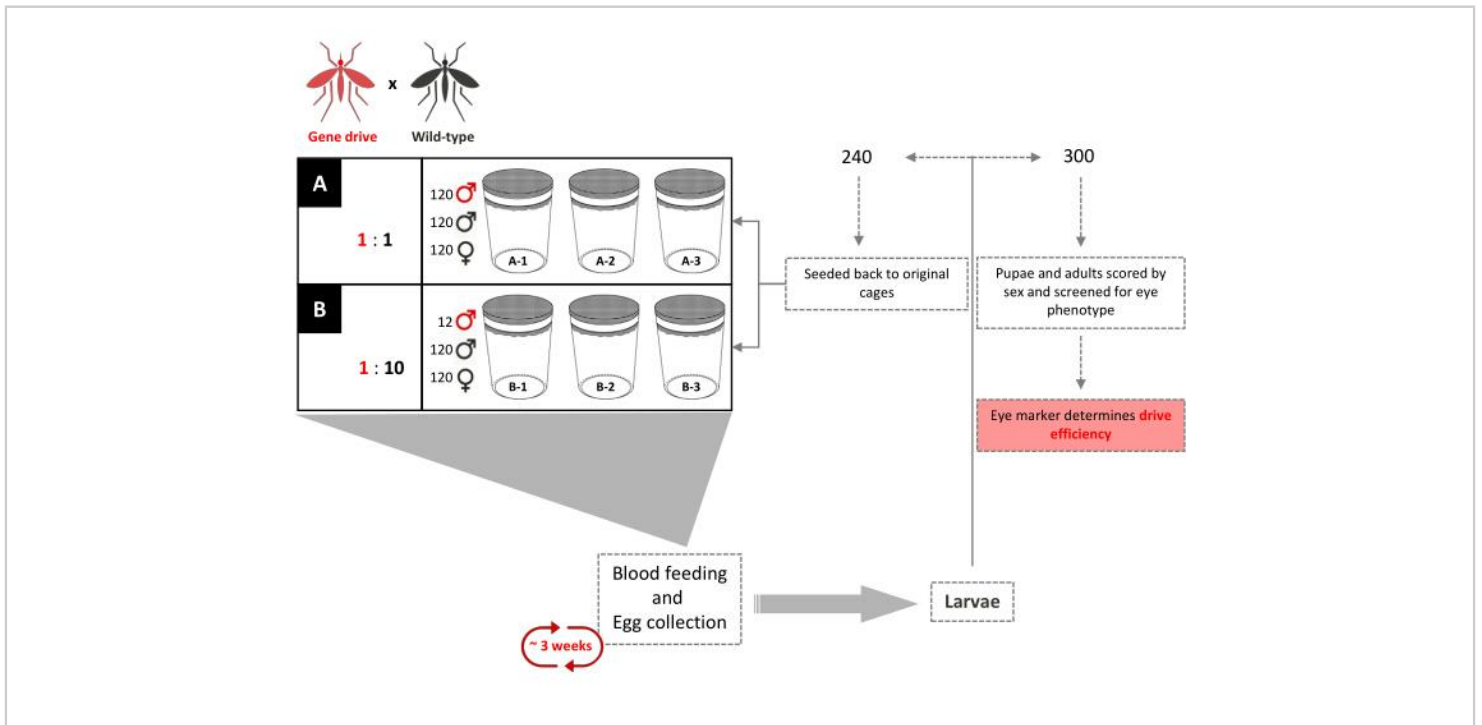 x
Gene drive
Wild-type
A
1 : 1
120 ♂
120 ♂
120 ♀
A-1
A-2
A-3
B
1 : 10
12 ♂
120 ♂
120 ♀
B-1
B-2
B-3
240
300
Seeded back to original
cages
Pupae and adults scored by
sex and screened for eye
phenotype
Eye marker determines drive
efficiency
Blood feeding
and
Egg collection
~ 3 weeks
Larvae